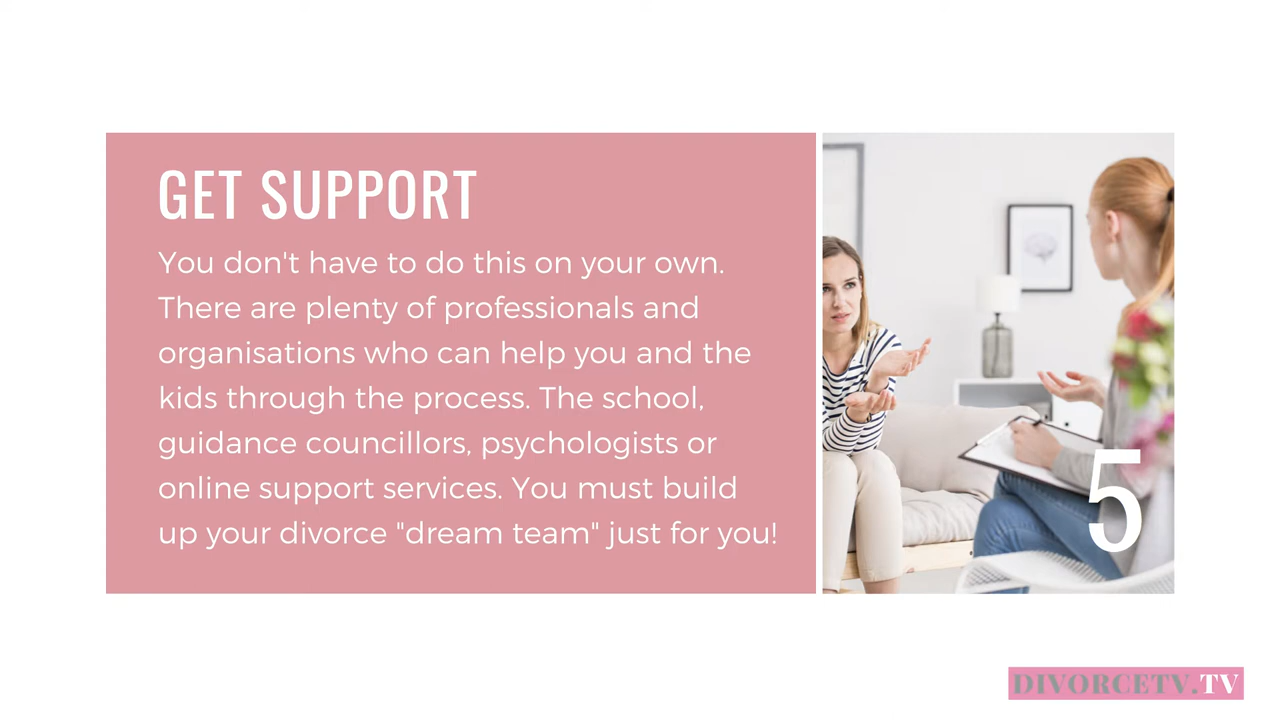 GET SUPPORT
You don't have to do this on your own.
There are plenty of professionals and
organisations who can help you and the
kids through the process. The school,
guidance councillors, psychologists or
online support services. You must build
up your divorce "dream team" just for you!
5
DIVORCETV.TV